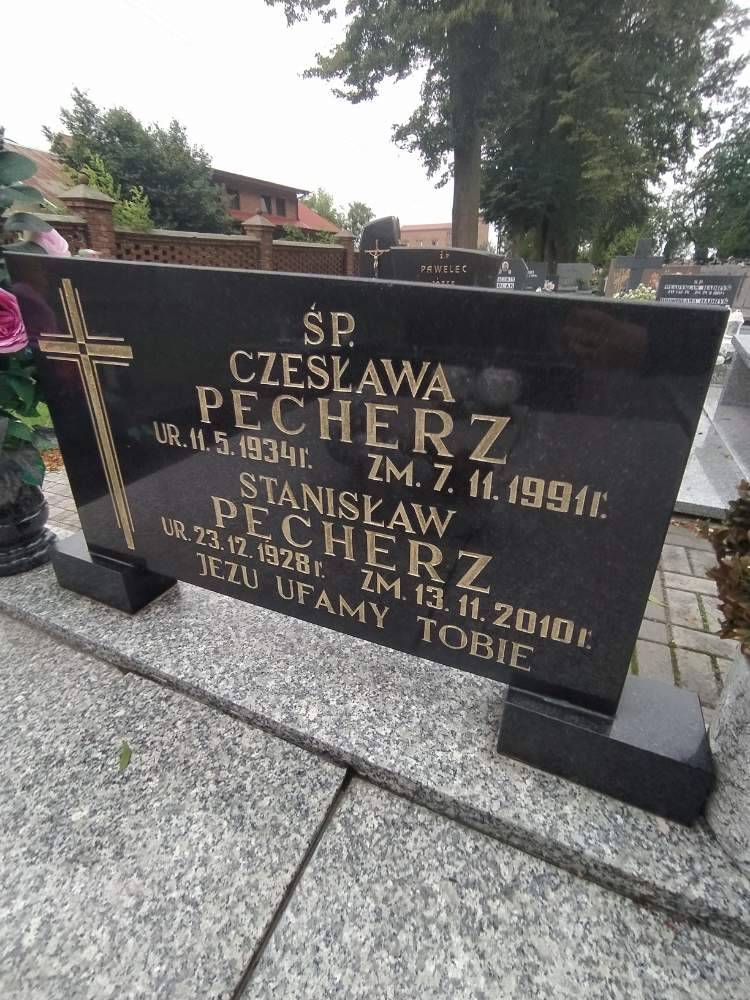 ŚP.
CZESŁAWA
PECHERZ
UR. 11. 5. 1934 r. ZM. 7. 11. 1991 r.
STANISŁAW
PECHERZ
UR. 23. 12. 1928 r. ZM. 13. 11. 2010 r.
JEZU UFAMY TOBIE
PAWELEC